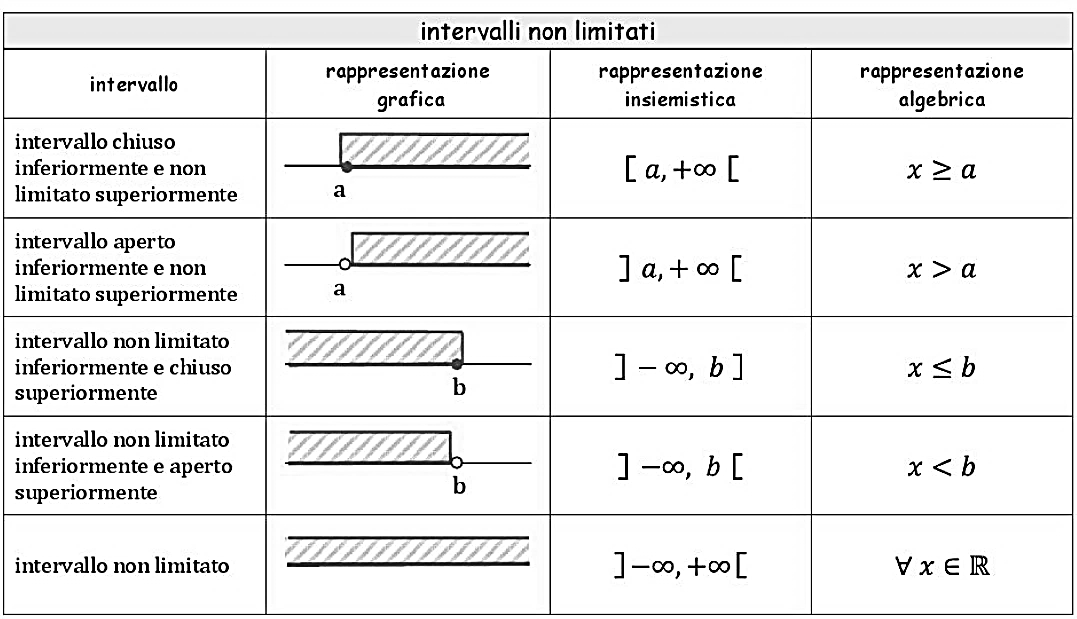 intervalli non limitati
intervallo
rappresentazione
grafica
rappresentazione
insiemistica
rappresentazione
algebrica
intervallo chiuso
inferiormente e non
limitato superiormente
a
[ a, +∞ [
x ≥ a
intervallo aperto
inferiormente e non
limitato superiormente
a
] a, + ∞ [
x > a
intervallo non limitato
inferiormente e chiuso
superiormente
b
] − ∞, b ]
x ≤ b
intervallo non limitato
inferiormente e aperto
superiormente
b
] −∞, b [
x < b
intervallo non limitato
]−∞, +∞[
∀ x ∈ ℝ